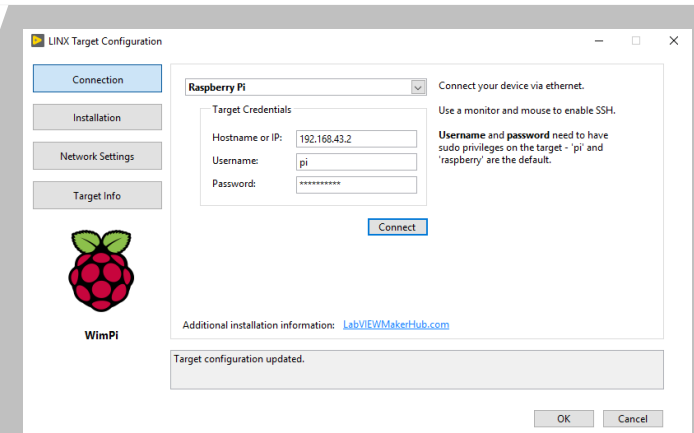 LINX Target Configuration
Connection
Installation
Network Settings
Target Info
WimPi
Raspberry Pi
Target Credentials
Hostname or IP: 192.168.43.2
Username: pi
Password: **********
Connect
Connect your device via ethernet.
Use a monitor and mouse to enable SSH.
Username and password need to have
sudo privileges on the target - 'pi' and
'raspberry' are the default.
Additional installation information: LabVIEWMakerHub.com
Target configuration updated.
OK Cancel